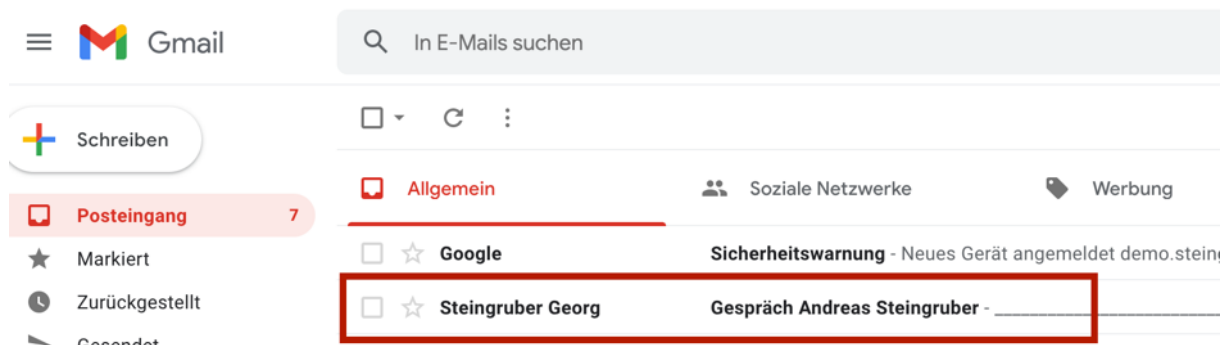 Gmail
In E-Mails suchen
Schreiben
Allgemein
Soziale Netzwerke
Werbung
Posteingang 7
Google Sicherheitswarnung - Neues Gerät angemeldet
Markiert
Steingruber Georg Gespräch Andreas Steingruber -
Zurückgestellt
Gesendet